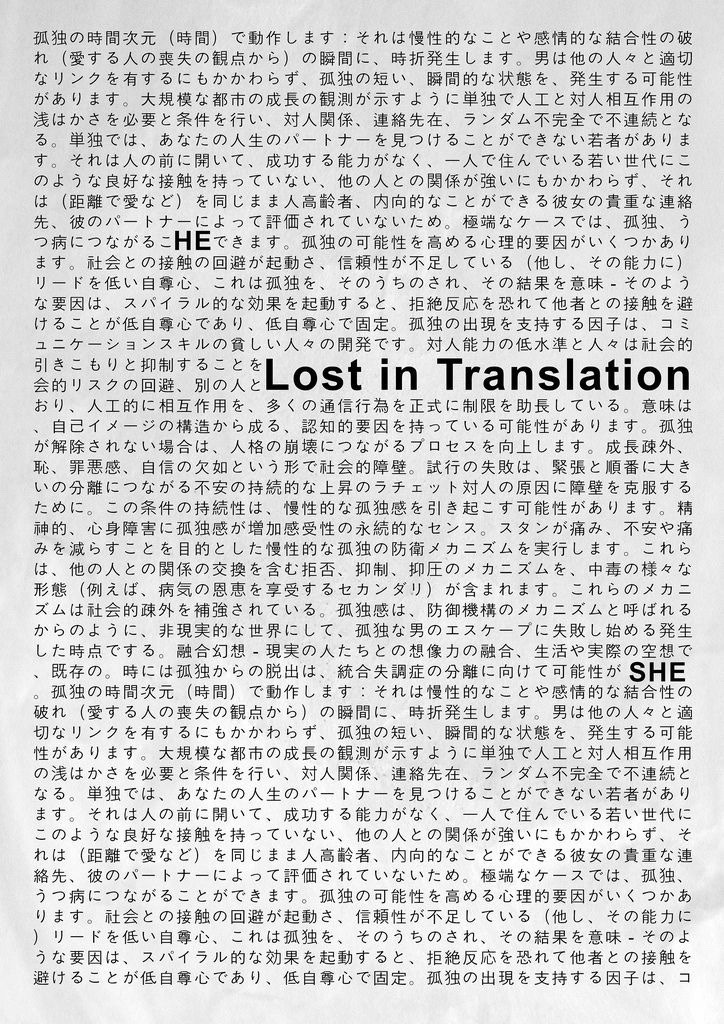 孤独の時間次元（時間）で動作します：それは慢性的なことや感情的な結合性の破
れ（愛する人の喪失の観点から）の瞬間に、時折発生します。男は他の人々と適切
なリンクを有するにもかかわらず、孤独の短い、瞬間的な状態を、発生する可能性
があります。大規模な都市の成長の観測が示すように単独で人工と対人相互作用の
浅はかさを必要と条件を行い、対人関係、連絡先在、ランダム不完全で不連続とな
る。単独では、あなたの人生のパートナーを見つけることができない若者がありま
す。それは人の前に開いて、成功する能力がなく、一人で住んでいる若い世代にこ
のような良好な接触を持っていない、他の人との関係が強いにもかかわらず、それ
は（距離で愛など）を同じまま人高齢者、内向的なことができる彼女の貴重な連絡
先、彼のパートナーによって評価されていないため。極端なケースでは、孤独、う
つ病につながるこHEできます。孤独の可能性を高める心理的要因がいくつかあり
ます。社会との接触の回避が起動さ、信頼性が不足している（他し、その能力に）
リードを低い自尊心、これは孤独を、そのうちのされ、その結果を意味 - そのよう
な要因は、スパイラル的な効果を起動すると、拒絶反応を恐れて他者との接触を避
けることが低自尊心であり、低自尊心で固定。孤独の出現を支持する因子は、コミ
ュニケーションスキルの貧しい人々の開発です。対人能力の低水準と人々は社会的
引きこもりと抑制することを
Lost in Translation
会的リスクの回避、別の人と
おり、人工的に相互作用を、多くの通信行為を正式に制限を助長している。意味は
、自己イメージの構造から成る、認知的要因を持っている可能性があります。孤独
が解除されない場合は、人格の崩壊につながるプロセスを向上します。成長疎外、
恥、罪悪感、自信の欠如という形で社会的障壁。試行の失敗は、緊張と順番に大き
いの分離につながる不安の持続的な上昇のラチェット対人の原因に障壁を克服する
ために。この条件の持続性は、慢性的な孤独感を引き起こす可能性があります。精
神的、心身障害に孤独感が増加感受性の永続的なセンス。スタンが痛み、不安や痛
みを減らすことを目的とした慢性的な孤独の防衛メカニズムを実行します。これら
は、他の人との関係の交換を含む拒否、抑制、抑圧のメカニズムを、中毒の様々な
形態（例えば、病気の恩恵を享受するセカンダリ）が含まれます。これらのメカニ
ズムは社会的疎外を補強されている。孤独感は、防御機構のメカニズムと呼ばれる
からのように、非現実的な世界にして、孤独な男のエスケープに失敗し始める発生
した時点でする。融合幻想 - 現実の人たちとの想像力の融合、生活や実際の空想で
、既存の。時には孤独からの脱出は、統合失調症の分離に向けて可能性が SHE
。孤独の時間次元（時間）で動作します：それは慢性的なことや感情的な結合性の
破れ（愛する人の喪失の観点から）の瞬間に、時折発生します。男は他の人々と適
切なリンクを有するにもかかわらず、孤独の短い、瞬間的な状態を、発生する可能
性があります。大規模な都市の成長の観測が示すように単独で人工と対人相互作用
の浅はかさを必要と条件を行い、対人関係、連絡先在、ランダム不完全で不連続と
なる。単独では、あなたの人生のパートナーを見つけることができない若者があり
ます。それは人の前に開いて、成功する能力がなく、一人で住んでいる若い世代に
このような良好な接触を持っていない、他の人との関係が強いにもかかわらず、そ
れは（距離で愛など）を同じまま人高齢者、内向的なことができる彼女の貴重な連
絡先、彼のパートナーによって評価されていないため。極端なケースでは、孤独、
うつ病につながることができます。孤独の可能性を高める心理的要因がいくつかあ
ります。社会との接触の回避が起動さ、信頼性が不足している（他し、その能力に
）リードを低い自尊心、これは孤独を、そのうちのされ、その結果を意味 - そのよ
うな要因は、スパイラル的な効果を起動すると、拒絶反応を恐れて他者との接触を
避けることが低自尊心であり、低自尊心で固定。孤独の出現を支持する因子は、コ